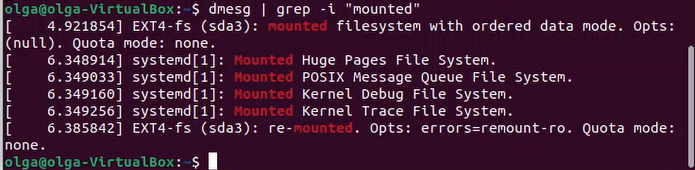 olga@olga-VirtualBox:~$ dmesg | grep -i "mounted"
[    4.921854] EXT4-fs (sda3): mounted filesystem with ordered data mode. Opts:
(null). Quota mode: none.
[    6.348914] systemd[1]: Mounted Huge Pages File System.
[    6.349033] systemd[1]: Mounted POSIX Message Queue File System.
[    6.349160] systemd[1]: Mounted Kernel Debug File System.
[    6.349256] systemd[1]: Mounted Kernel Trace File System.
[    6.385842] EXT4-fs (sda3): re-mounted. Opts: errors=remount-ro. Quota mode:
none.
olga@olga-VirtualBox:~$